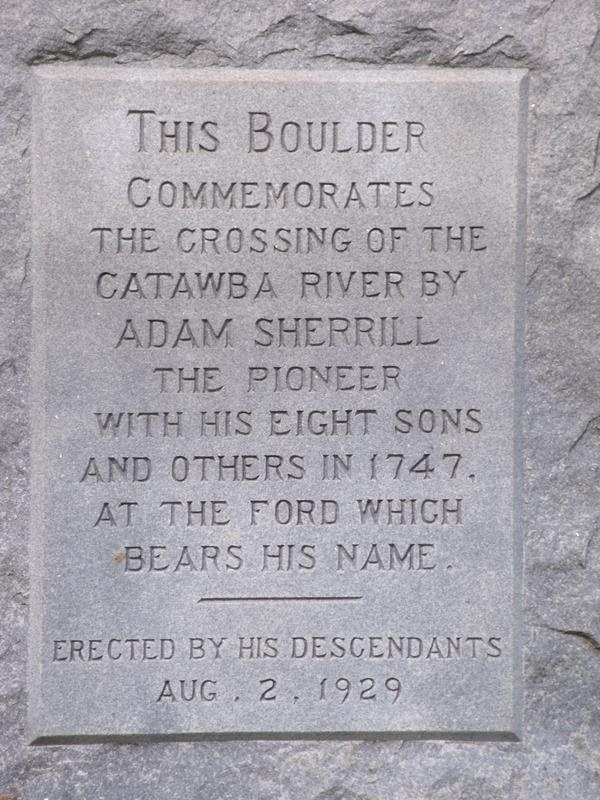 THIS BOULDER
COMMEMORATES
THE CROSSING OF THE
CATAWBA RIVER BY
ADAM SHERRILL
THE PIONEER
WITH HIS EIGHT SONS
AND OTHERS IN 1747.
AT THE FORD WHICH
BEARS HIS NAME.
ERECTED BY HIS DESCENDANTS
AUG. 2. 1929